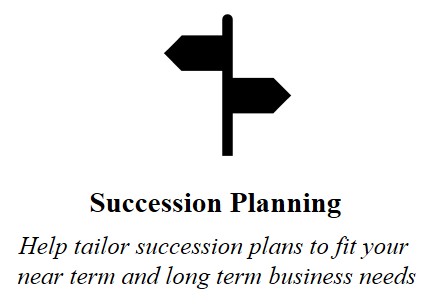 Succession Planning
Help tailor succession plans to fit your
near term and long term business needs